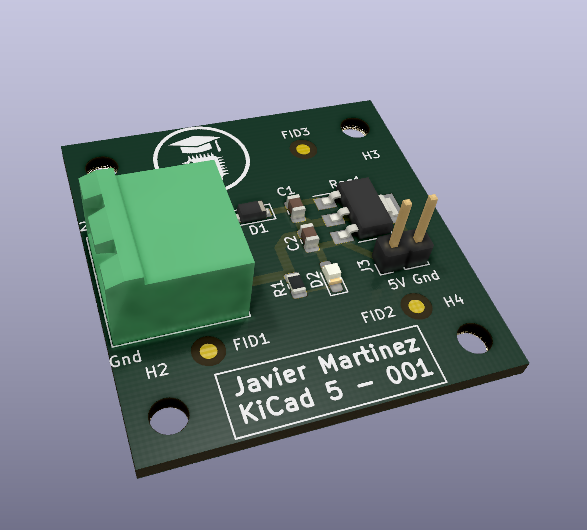 FID3
H3
C1
D1
C2
J3
R1
D2
5V Gnd
H4
FID2
FID1
Gnd
H2
Javier Martinez
KiCad 5 - 001